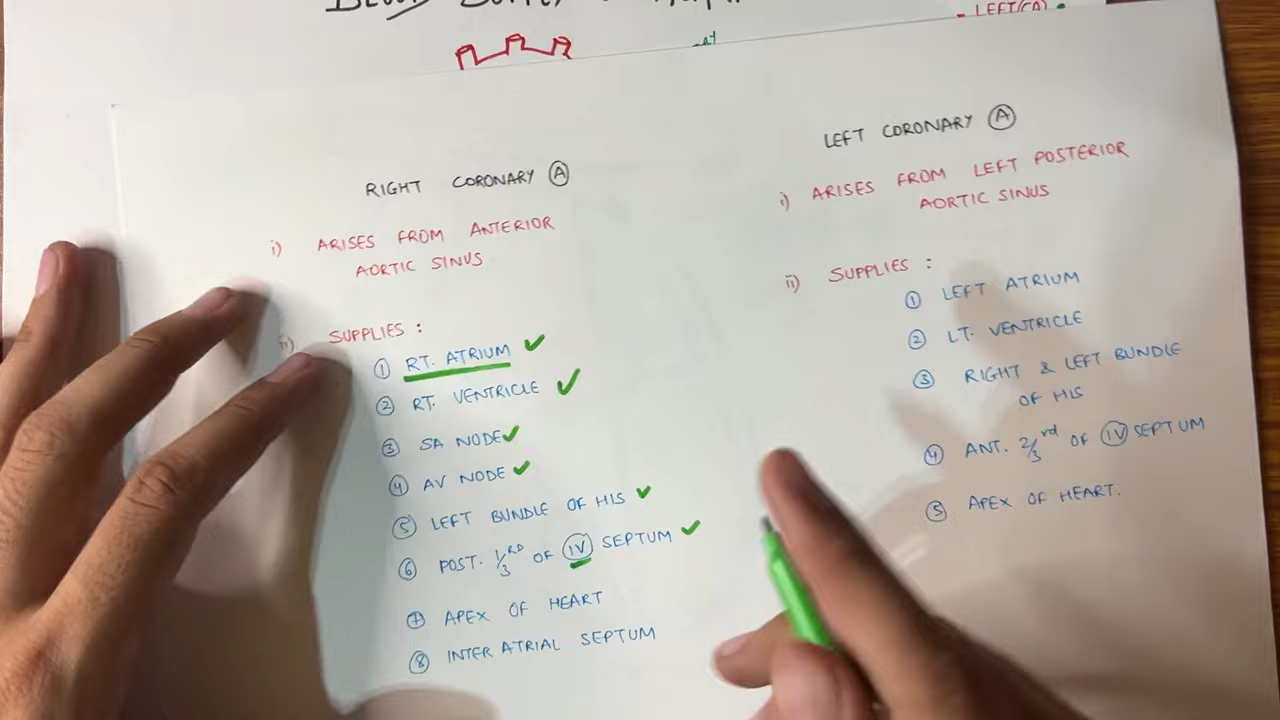 LEFT (CA)
RIGHT CORONARY A
i) ARISES FROM ANTERIOR
AORTIC SINUS
ii) SUPPLIES :
1 RT. ATRIUM ✓
2 RT. VENTRICLE ✓
3 SA NODE ✓
4 AV NODE ✓
5 LEFT BUNDLE OF HIS ✓
6 POST. 1/3RD OF IV SEPTUM ✓
7 APEX OF HEART
8 INTER ATRIAL SEPTUM
LEFT CORONARY A
i) ARISES FROM LEFT POSTERIOR
AORTIC SINUS
ii) SUPPLIES :
1 LEFT ATRIUM
2 LT. VENTRICLE
3 RIGHT & LEFT BUNDLE
OF HIS
4 ANT. 2/3rd OF IV SEPTUM
5 APEX OF HEART.